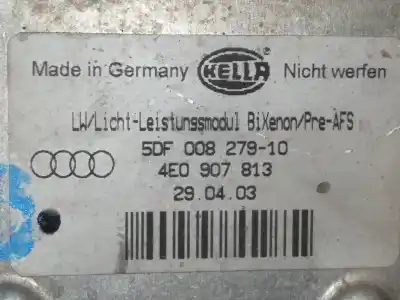 Made in Germany HELLA Nicht werfen
LW/Licht-Leistungsmodul BiXenon/Pre-AFS
5DF 008 279-10
4E0 907 813
29.04.03